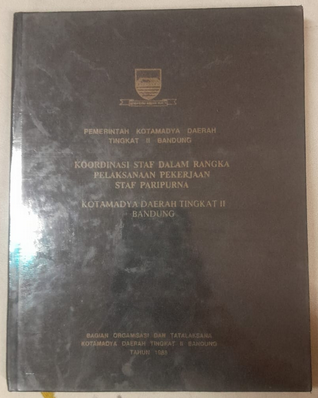 PEMERINTAH KOTAMADYA DAERAH
TINGKAT II BANDUNG
KOORDINASI STAF DALAM RANGKA
PELAKSANAAN PEKERJAAN
STAF PARIPURNA
KOTAMADYA DAERAH TINGKAT II
BANDUNG
BAGIAN ORGANISASI DAN TATALAKSANA
KOTAMADYA DAERAH TINGKAT II BANDUNG
TAHUN